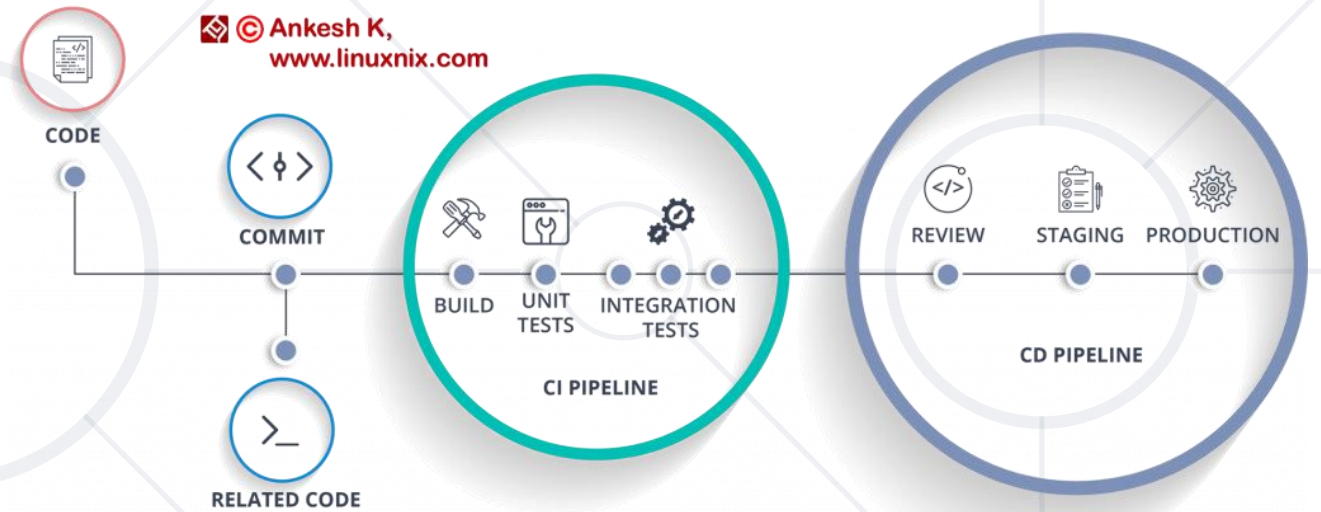 © Ankesh K,
www.linuxnix.com
CODE
COMMIT
RELATED CODE
BUILD
UNIT
TESTS
INTEGRATION
TESTS
CI PIPELINE
REVIEW
STAGING
PRODUCTION
CD PIPELINE